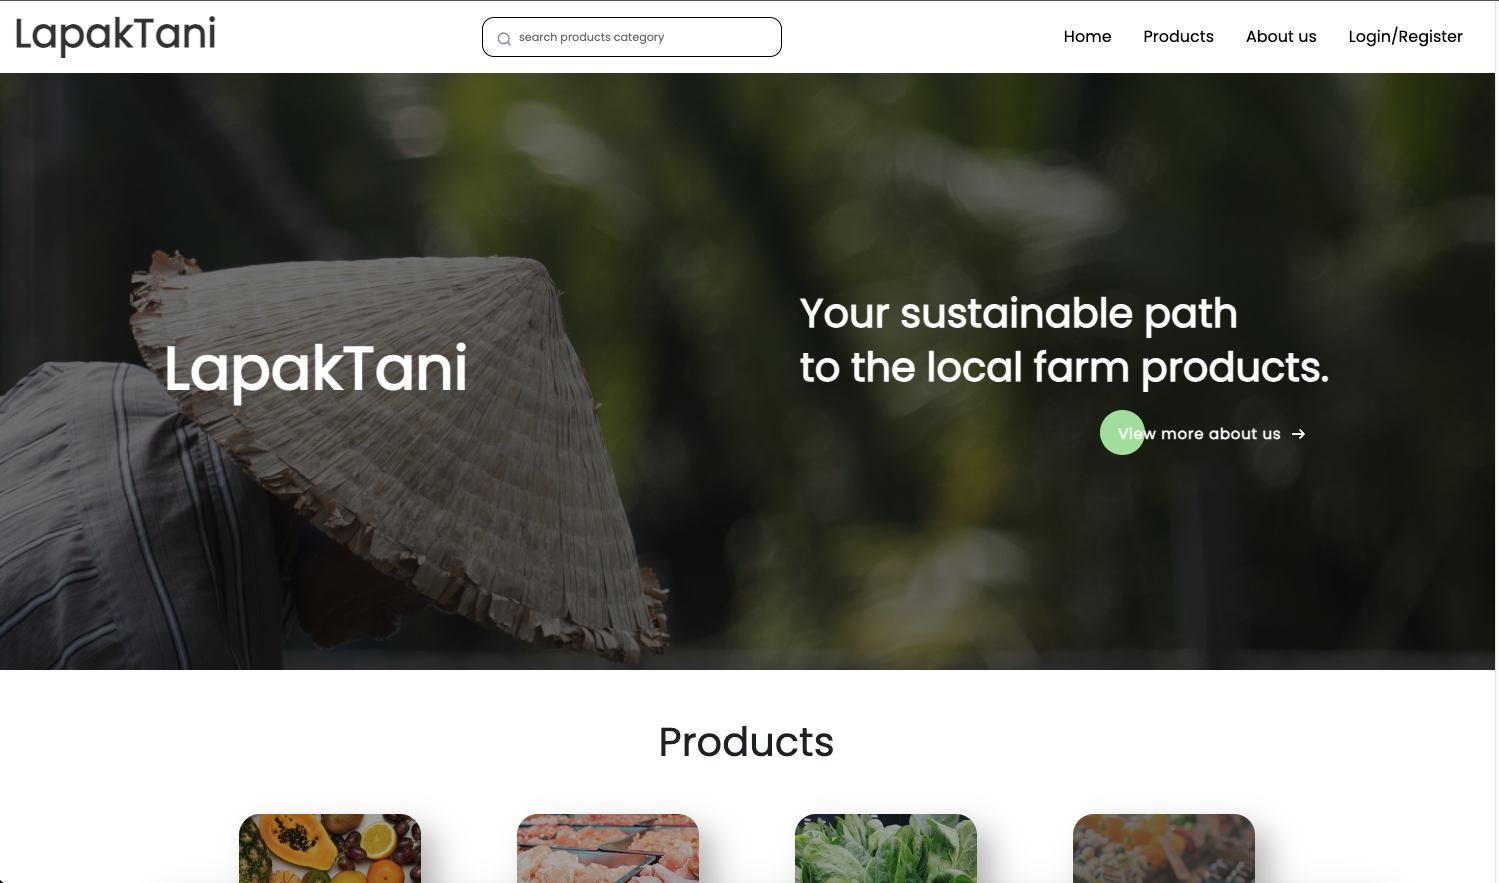 LapakTani
search products category
Home
Products
About us
Login/Register
LapakTani
Your sustainable path
to the local farm products.
View more about us →
Products